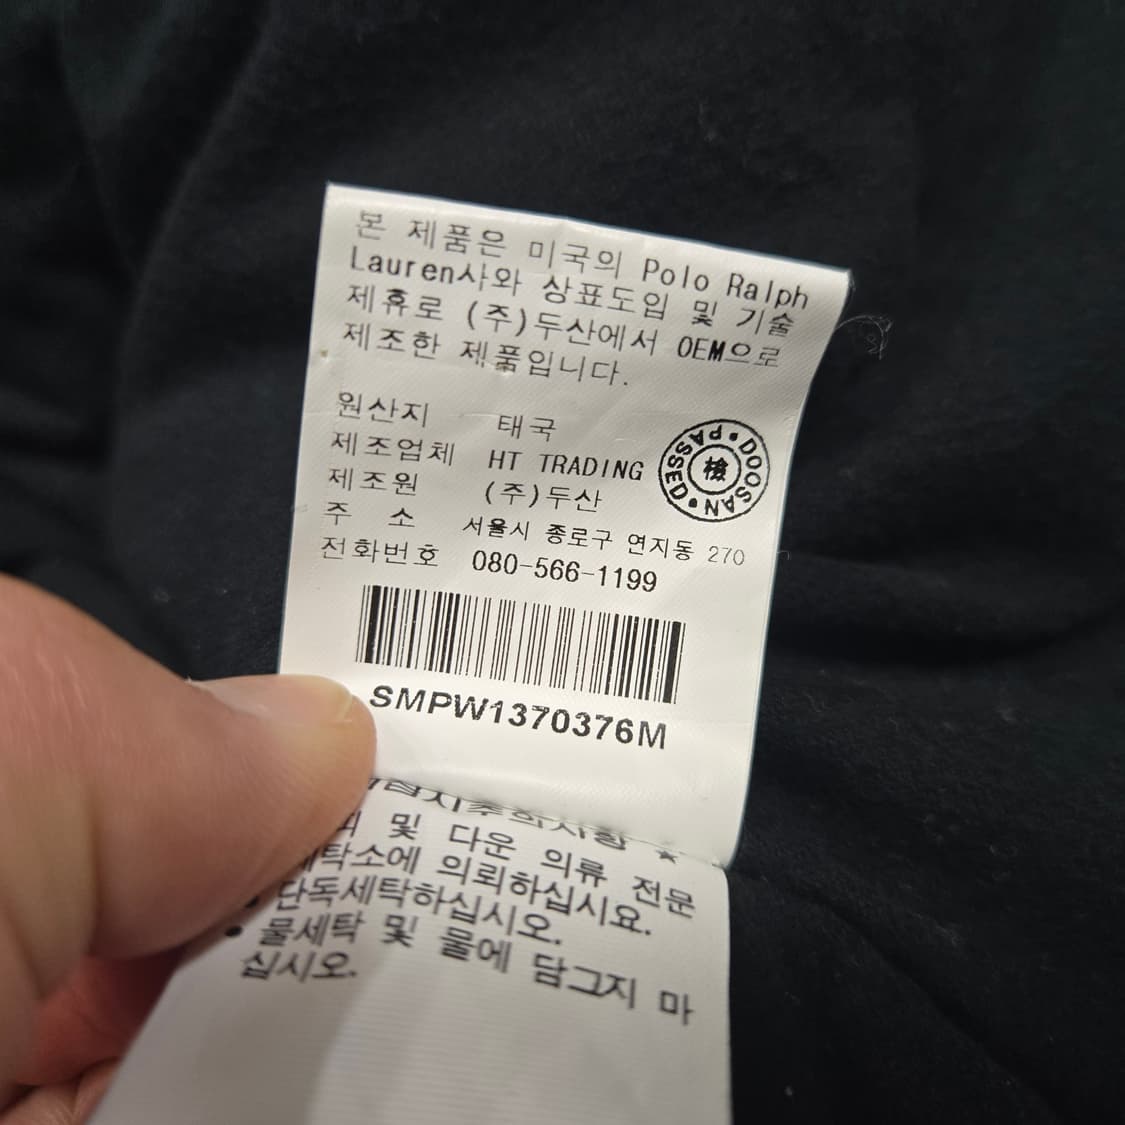 본 제품은 미국의 Polo Ralph
Lauren사와 상표도입 및 기술
제휴로 (주)두산에서 OEM으로
제조한 제품입니다.
원산지 태국
제조업체 HT TRADING
제조원 (주)두산
주 소 서울시 종로구 연지동 270
전화번호 080-566-1199
DOOSAN • PASSED •
檢
SMPW1370376M
및 다운 의류 전문
세탁소에 의뢰하십시요.
• 단독세탁하십시오.
• 물세탁 및 물에 담그지 마
십시오.